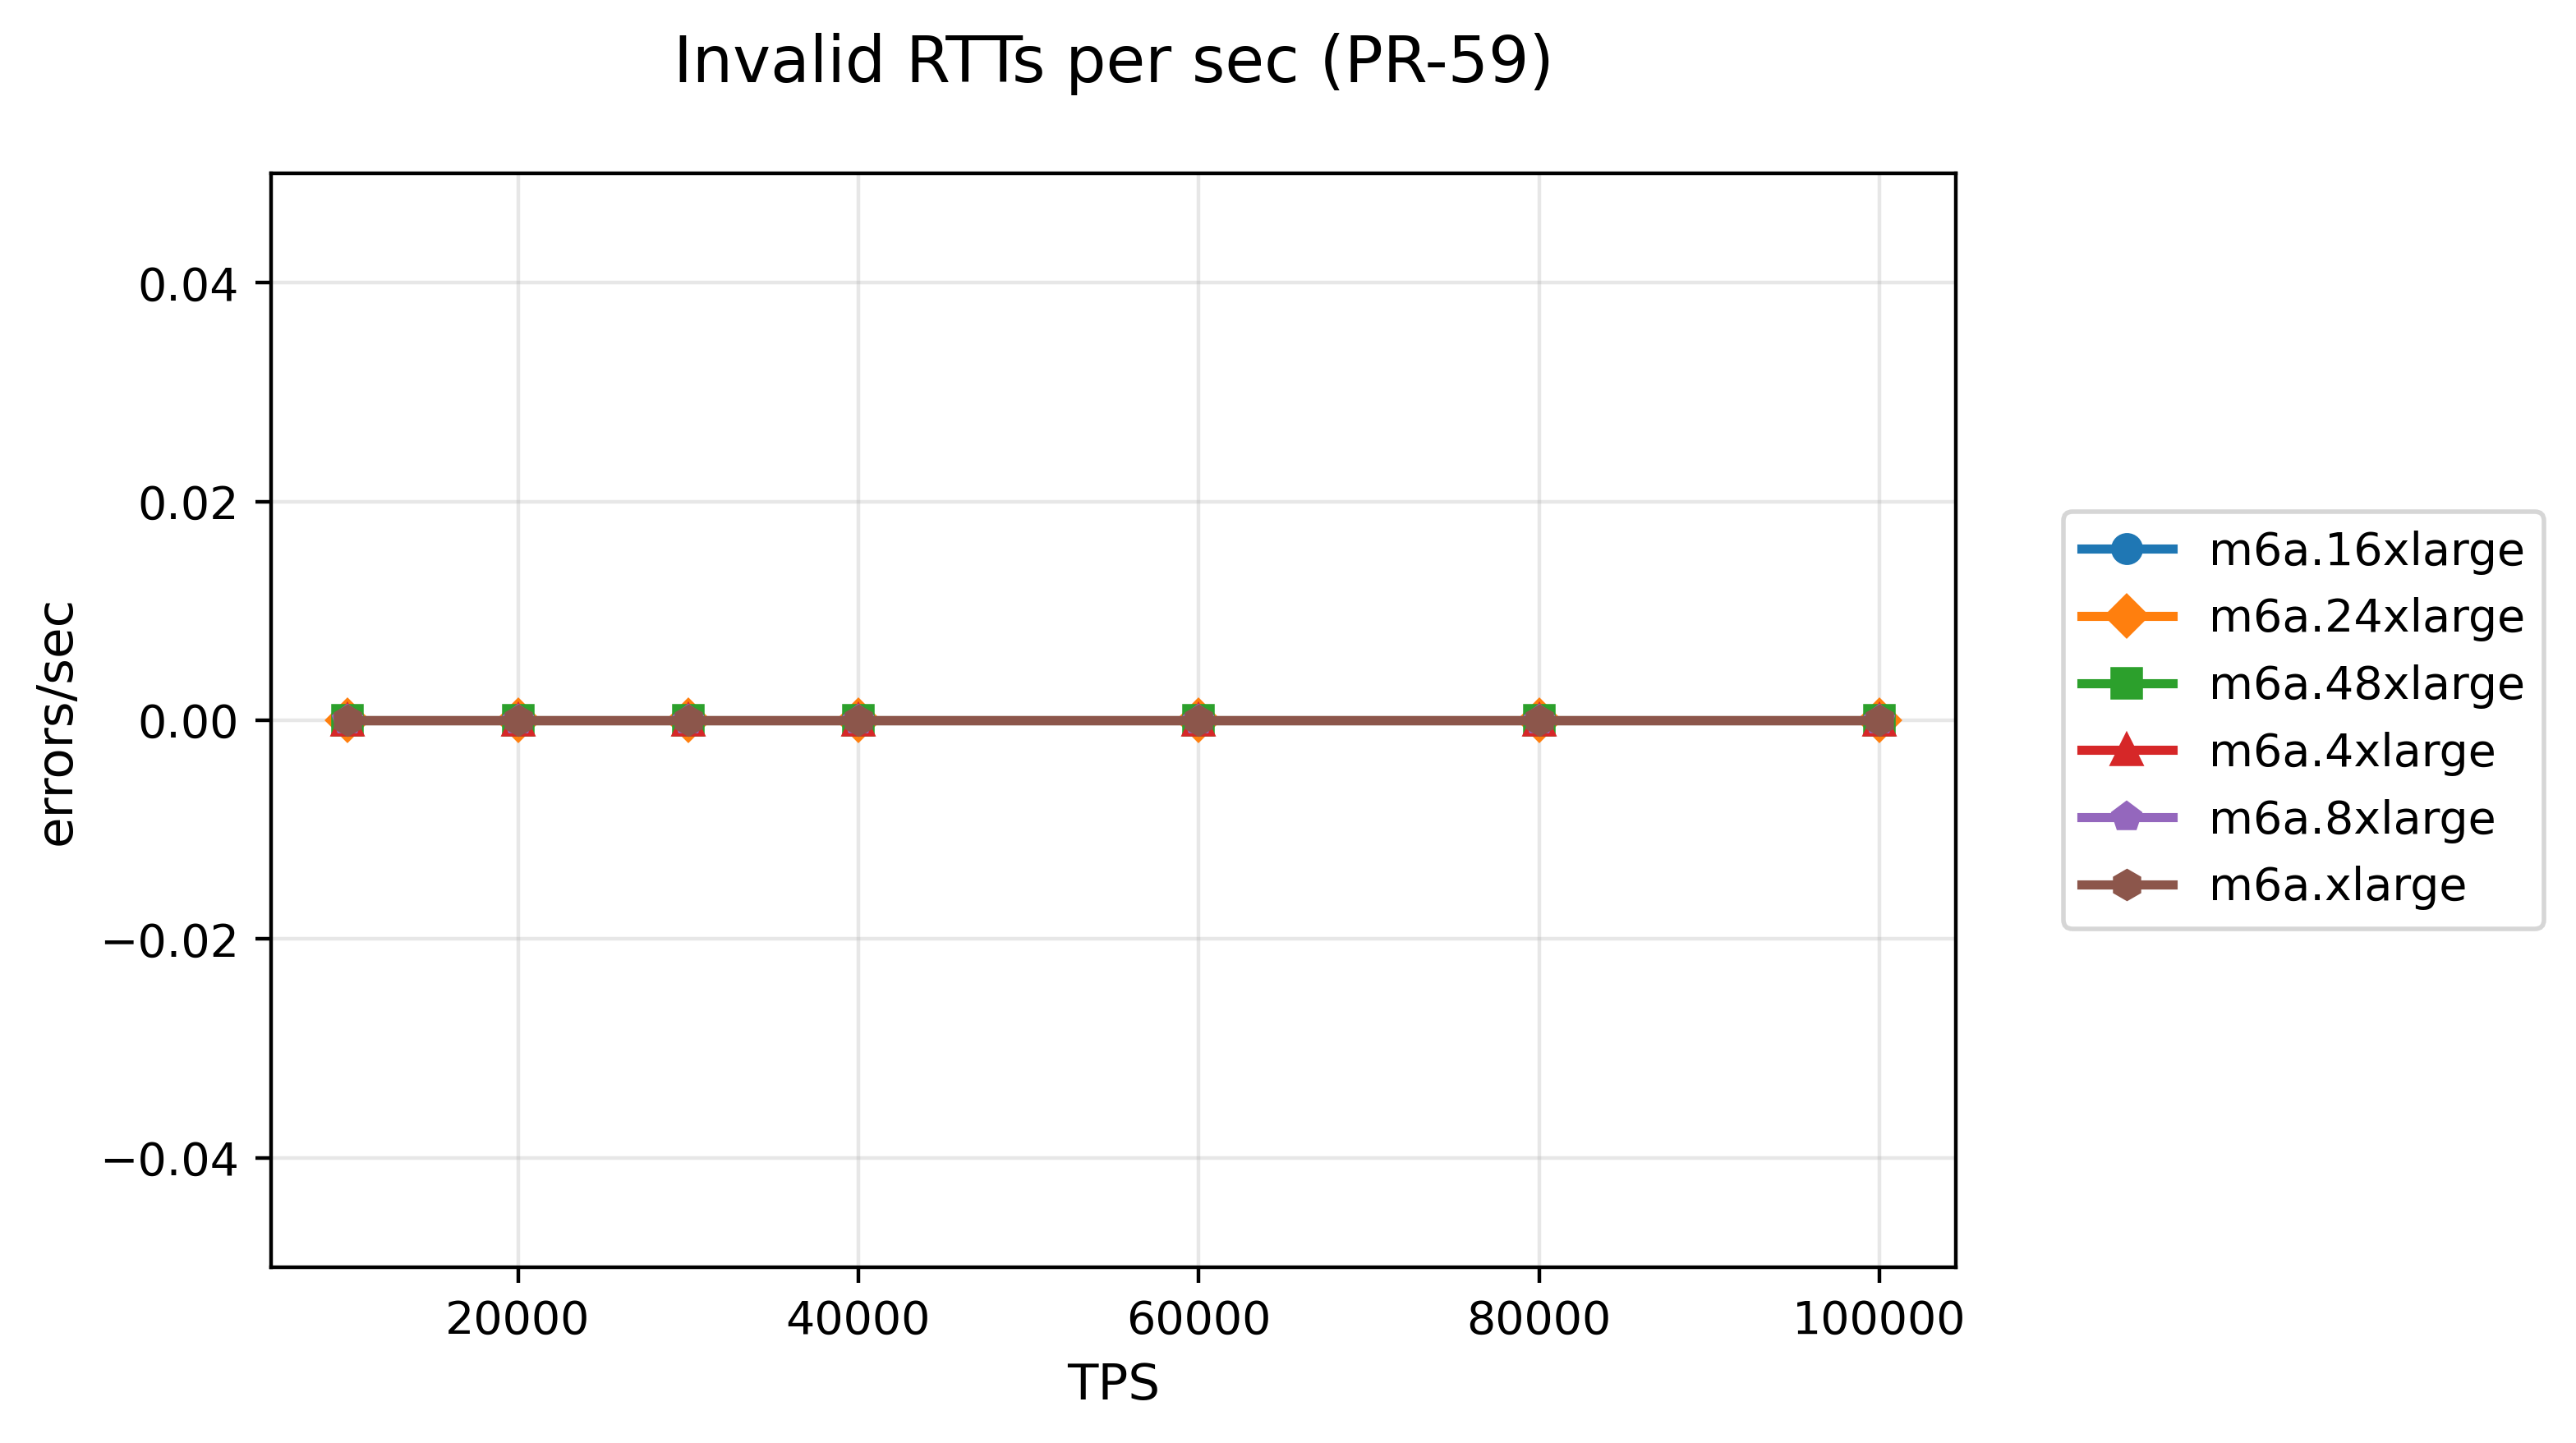 Invalid RTTs per sec (PR-59)
0.04
0.02
0.00
−0.02
−0.04
errors/sec
20000
40000
60000
80000
100000
TPS
m6a.16xlarge
m6a.24xlarge
m6a.48xlarge
m6a.4xlarge
m6a.8xlarge
m6a.xlarge